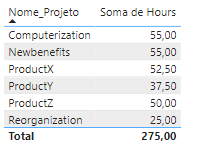 Nome_Projeto Soma de Hours
Computerization 55,00
Newbenefits 55,00
ProductX 52,50
ProductY 37,50
ProductZ 50,00
Reorganization 25,00
Total 275,00